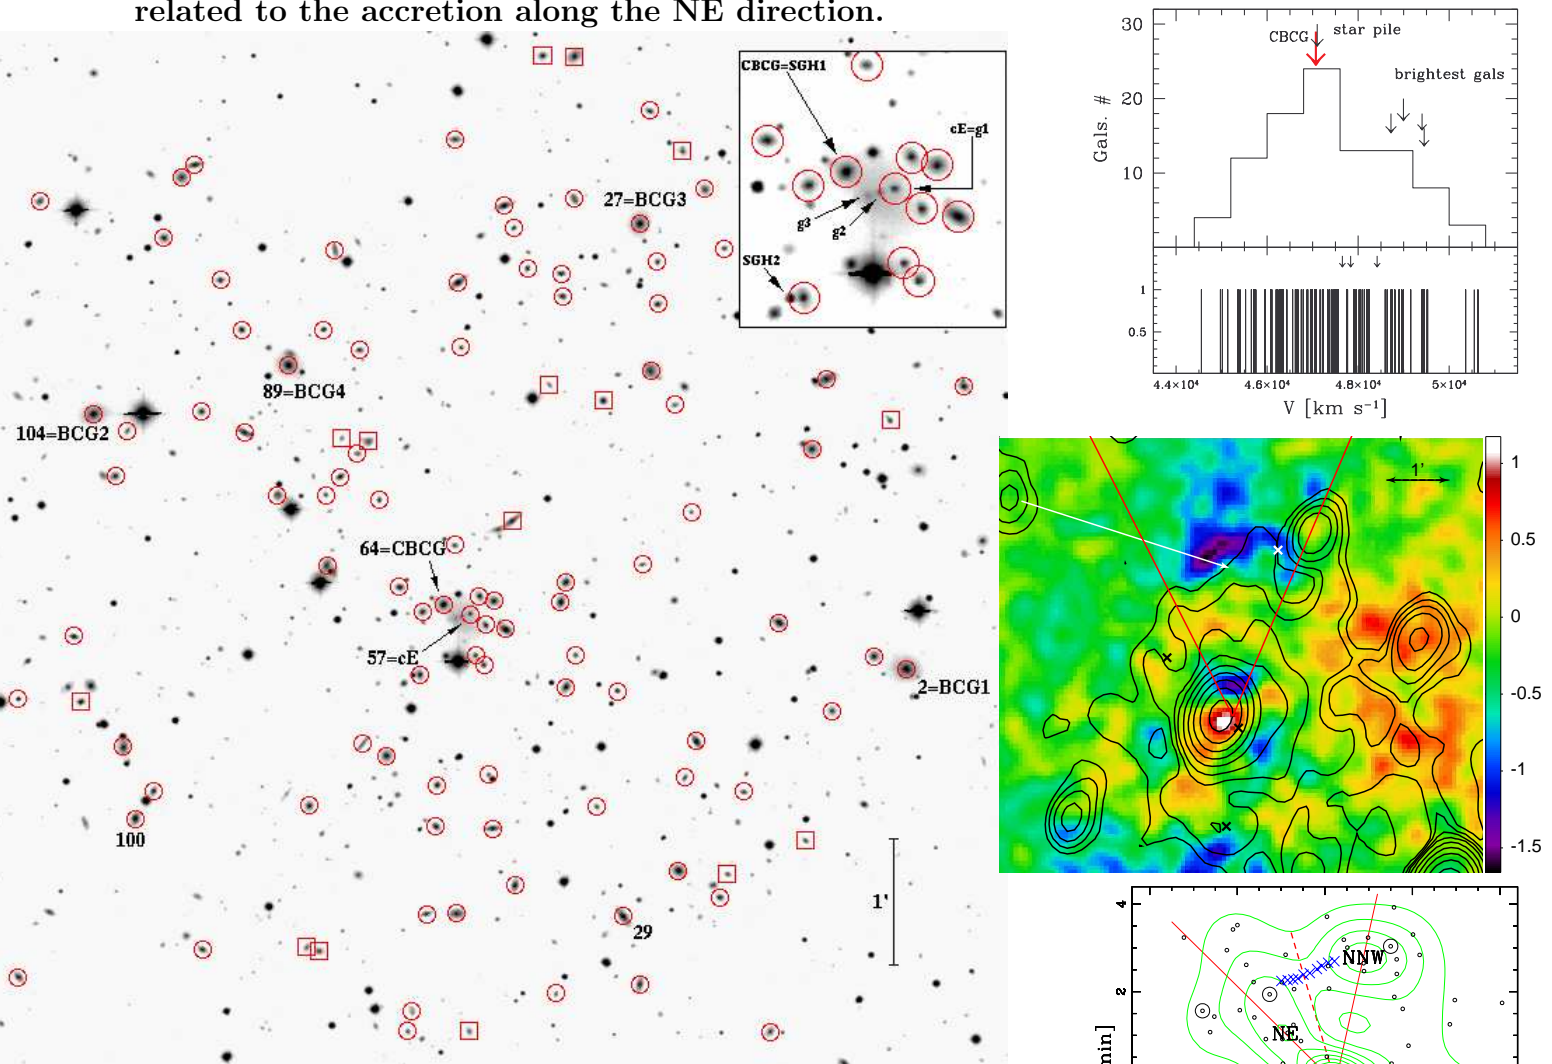 related to the accretion along the NE direction.
CBCG=SGH1
cE=g1
g3
g2
SGH2
27=BCG3
89=BCG4
104=BCG2
64=CBCG
57=cE
2=BCG1
100
29
1'
30
20
10
Gals. #
CBCG
star pile
brightest gals
1
0.5
4.4×10⁴
4.6×10⁴
4.8×10⁴
5×10⁴
V [km s⁻¹]
1'
1
0.5
0
-0.5
-1
-1.5
4
2
NNW
NE
min]